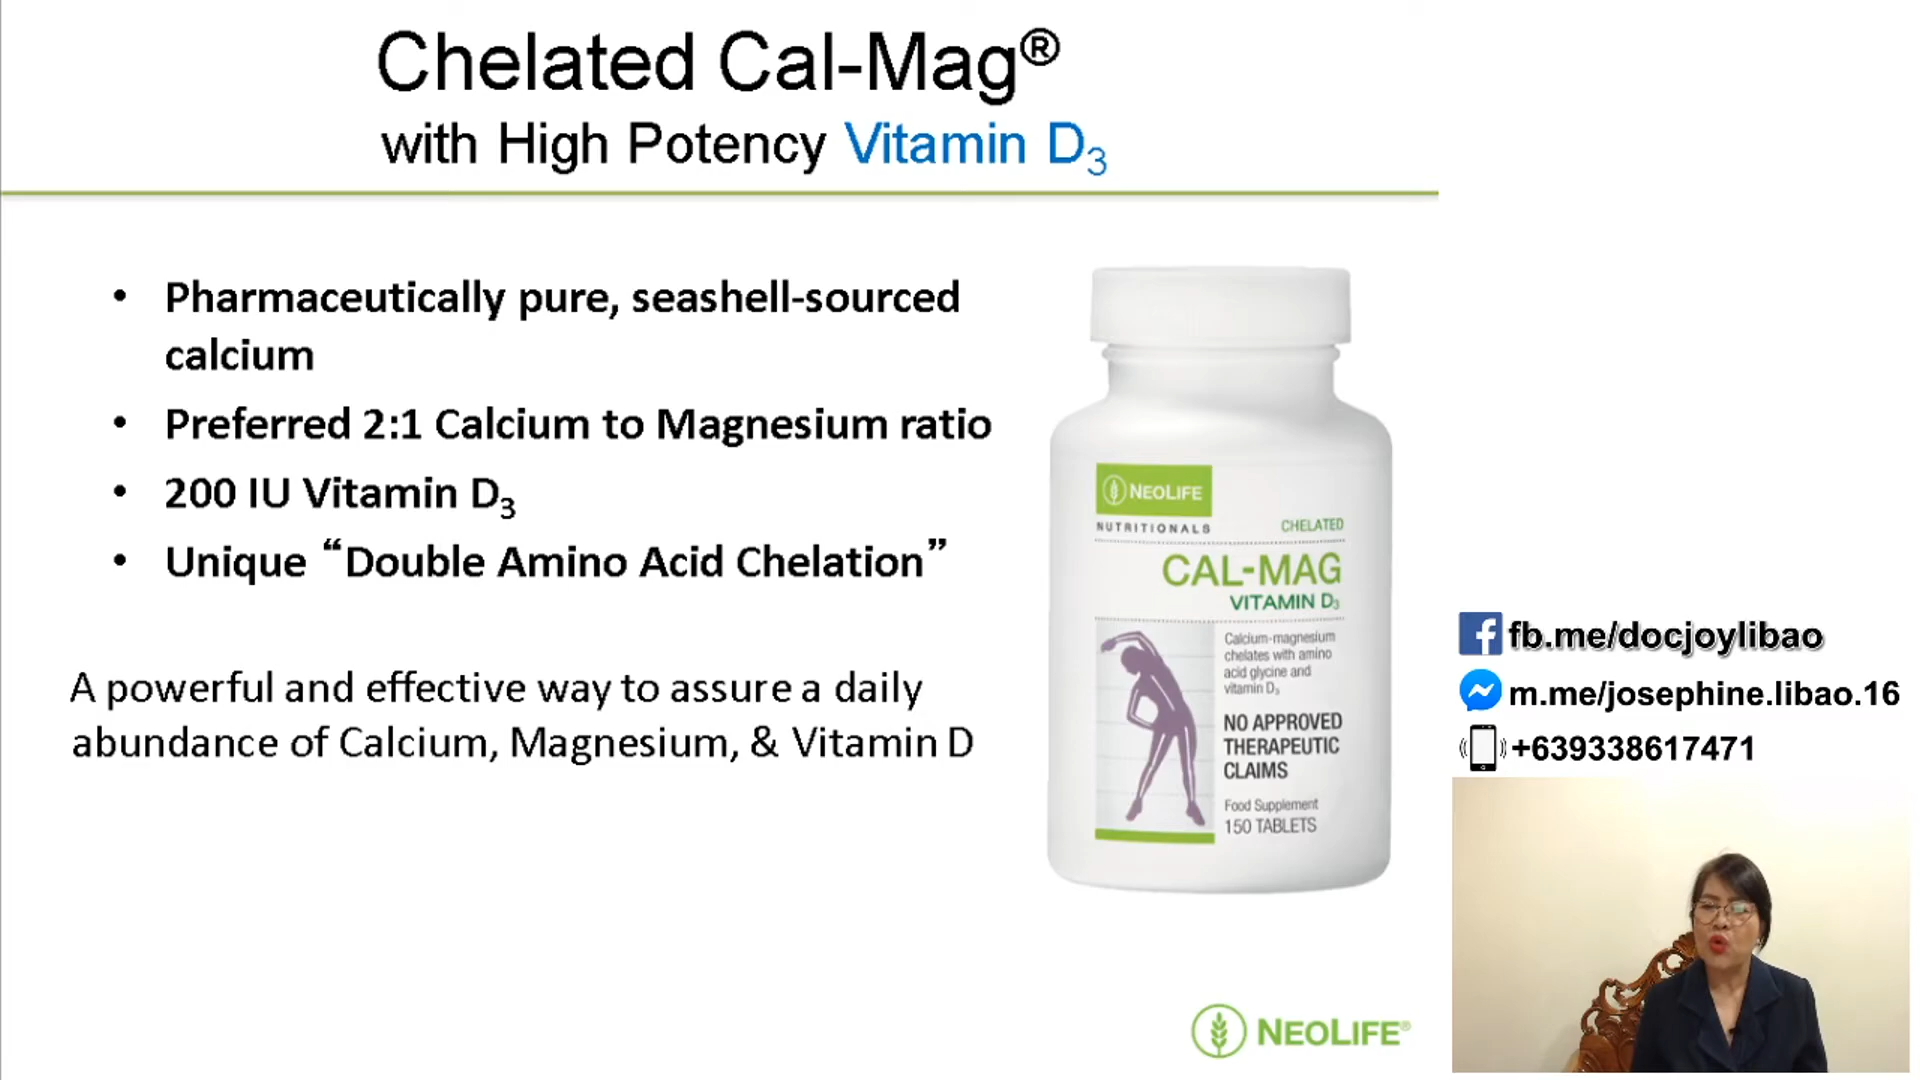 Chelated Cal-Mag®
with High Potency Vitamin D₃
• Pharmaceutically pure, seashell-sourced
calcium
• Preferred 2:1 Calcium to Magnesium ratio
• 200 IU Vitamin D₃
• Unique “Double Amino Acid Chelation”
A powerful and effective way to assure a daily
abundance of Calcium, Magnesium, & Vitamin D
NEOLIFE
NUTRITIONALS
CHELATED
CAL-MAG
VITAMIN D₃
Calcium-magnesium
chelates with amino
acid glycine and
vitamin D₃
NO APPROVED
THERAPEUTIC
CLAIMS
Food Supplement
150 TABLETS
fb.me/docjoylibao
m.me/josephine.libao.16
+639338617471
NEOLIFE®